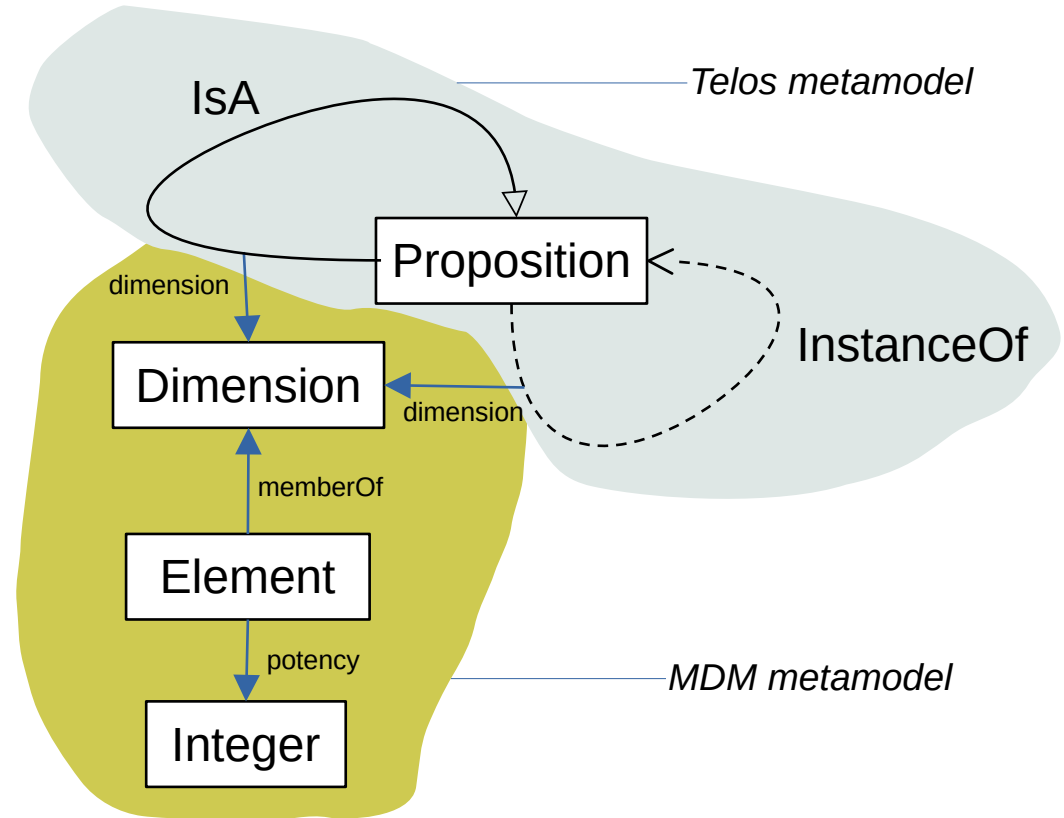 Telos metamodel
IsA
Proposition
dimension
InstanceOf
Dimension
dimension
memberOf
Element
potency
MDM metamodel
Integer